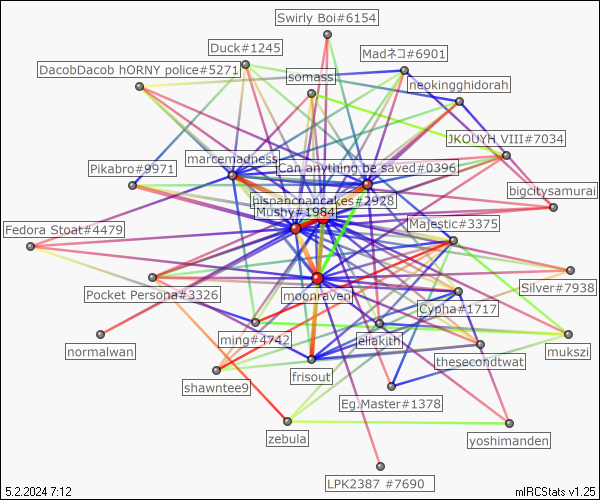 Swirly Boi#6154
Duck#1245
Madネコ#6901
DacobDacob hORNY police#5271
somass
neokingghidorah
JKOUYH VIII#7034
marcemadness
Pikabro#9971
Can anything be saved#0396
bigcitysamurai
hispanchancakes#2928
Mushy#1984
Majestic#3375
Fedora Stoat#4479
Silver#7938
Pocket Persona#3326
moonraven
Cypha#1717
ming#4742
eliakith
normalwan
mukszi
thesecondtwat
shawntee9
frisout
Eg.Master#1378
zebula
yoshimanden
LPK2387 #7690
5.2.2024 7:12
mIRCStats v1.25